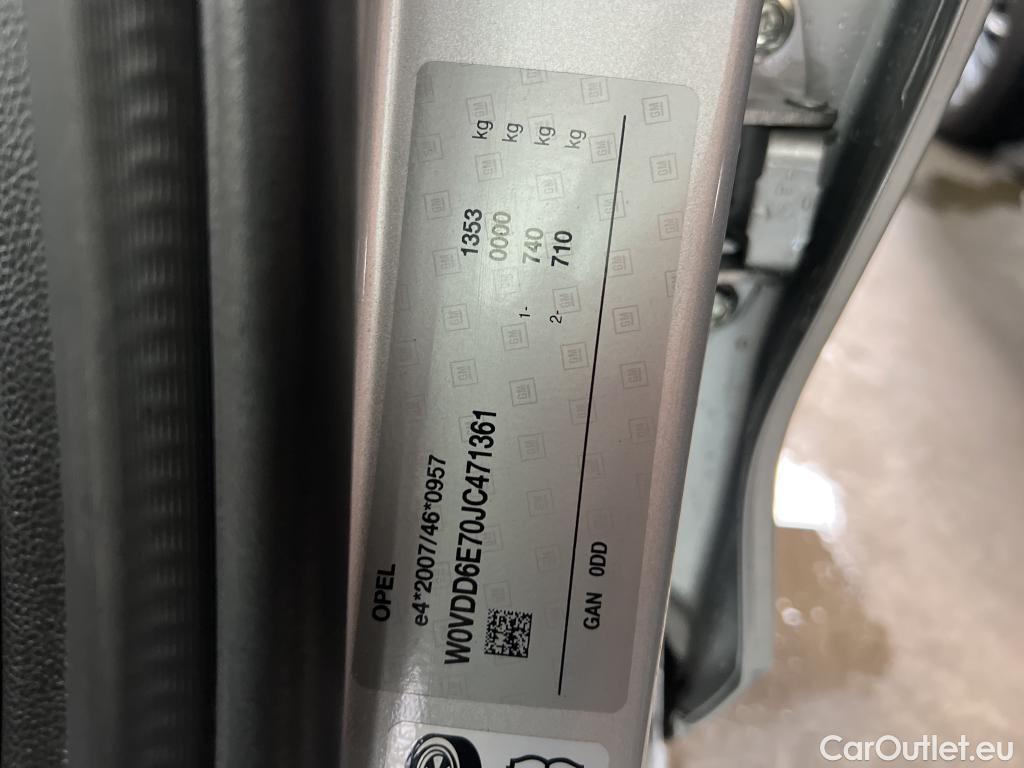 OPEL
e4*2007/46*0957
W0VDD6E70JC471361
1353 kg
0000 kg
1- 740 kg
2- 710 kg
GAN 0DD
CarOutlet.eu